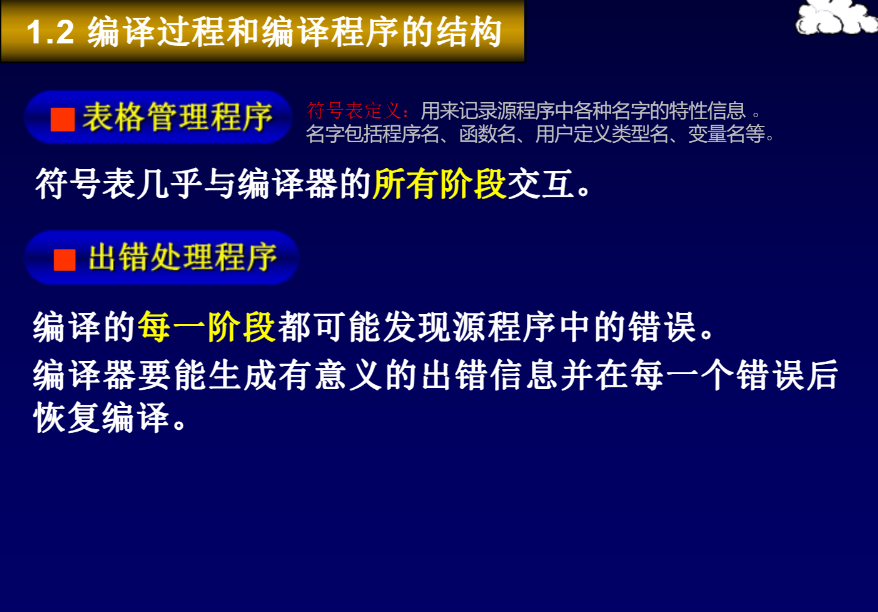 1.2 编译过程和编译程序的结构
■ 表格管理程序
符号表定义：用来记录源程序中各种名字的特性信息 。
名字包括程序名、函数名、用户定义类型名、变量名等。
符号表几乎与编译器的所有阶段交互。
■ 出错处理程序
编译的每一阶段都可能发现源程序中的错误。
编译器要能生成有意义的出错信息并在每一个错误后
恢复编译。